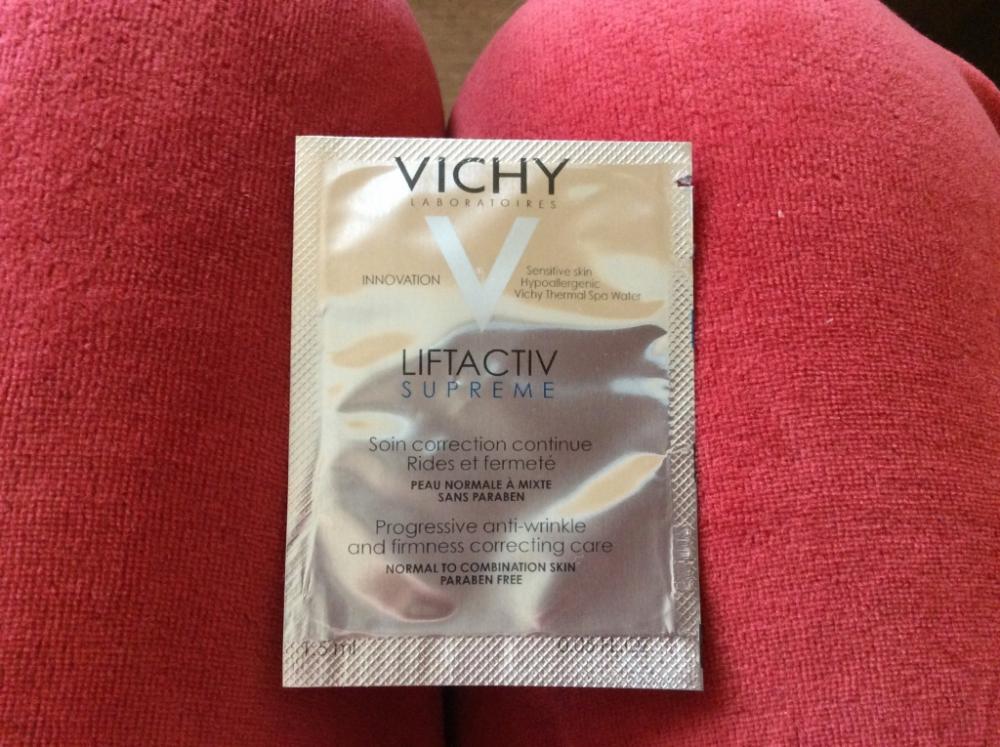 VICHY
LABORATOIRES
V
INNOVATION
Sensitive skin
Hypoallergenic
Vichy Thermal Spa Water
LIFTACTIV
SUPREME
Soin correction continue
Rides et fermeté
PEAU NORMALE À MIXTE
SANS PARABEN
Progressive anti-wrinkle
and firmness correcting care
NORMAL TO COMBINATION SKIN
PARABEN FREE
1.5 ml